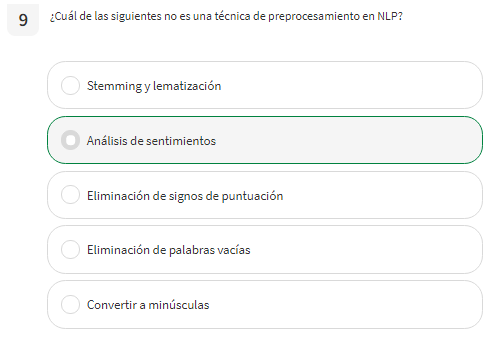 9
¿Cuál de las siguientes no es una técnica de preprocesamiento en NLP?
Stemming y lematización
Análisis de sentimientos
Eliminación de signos de puntuación
Eliminación de palabras vacías
Convertir a minúsculas